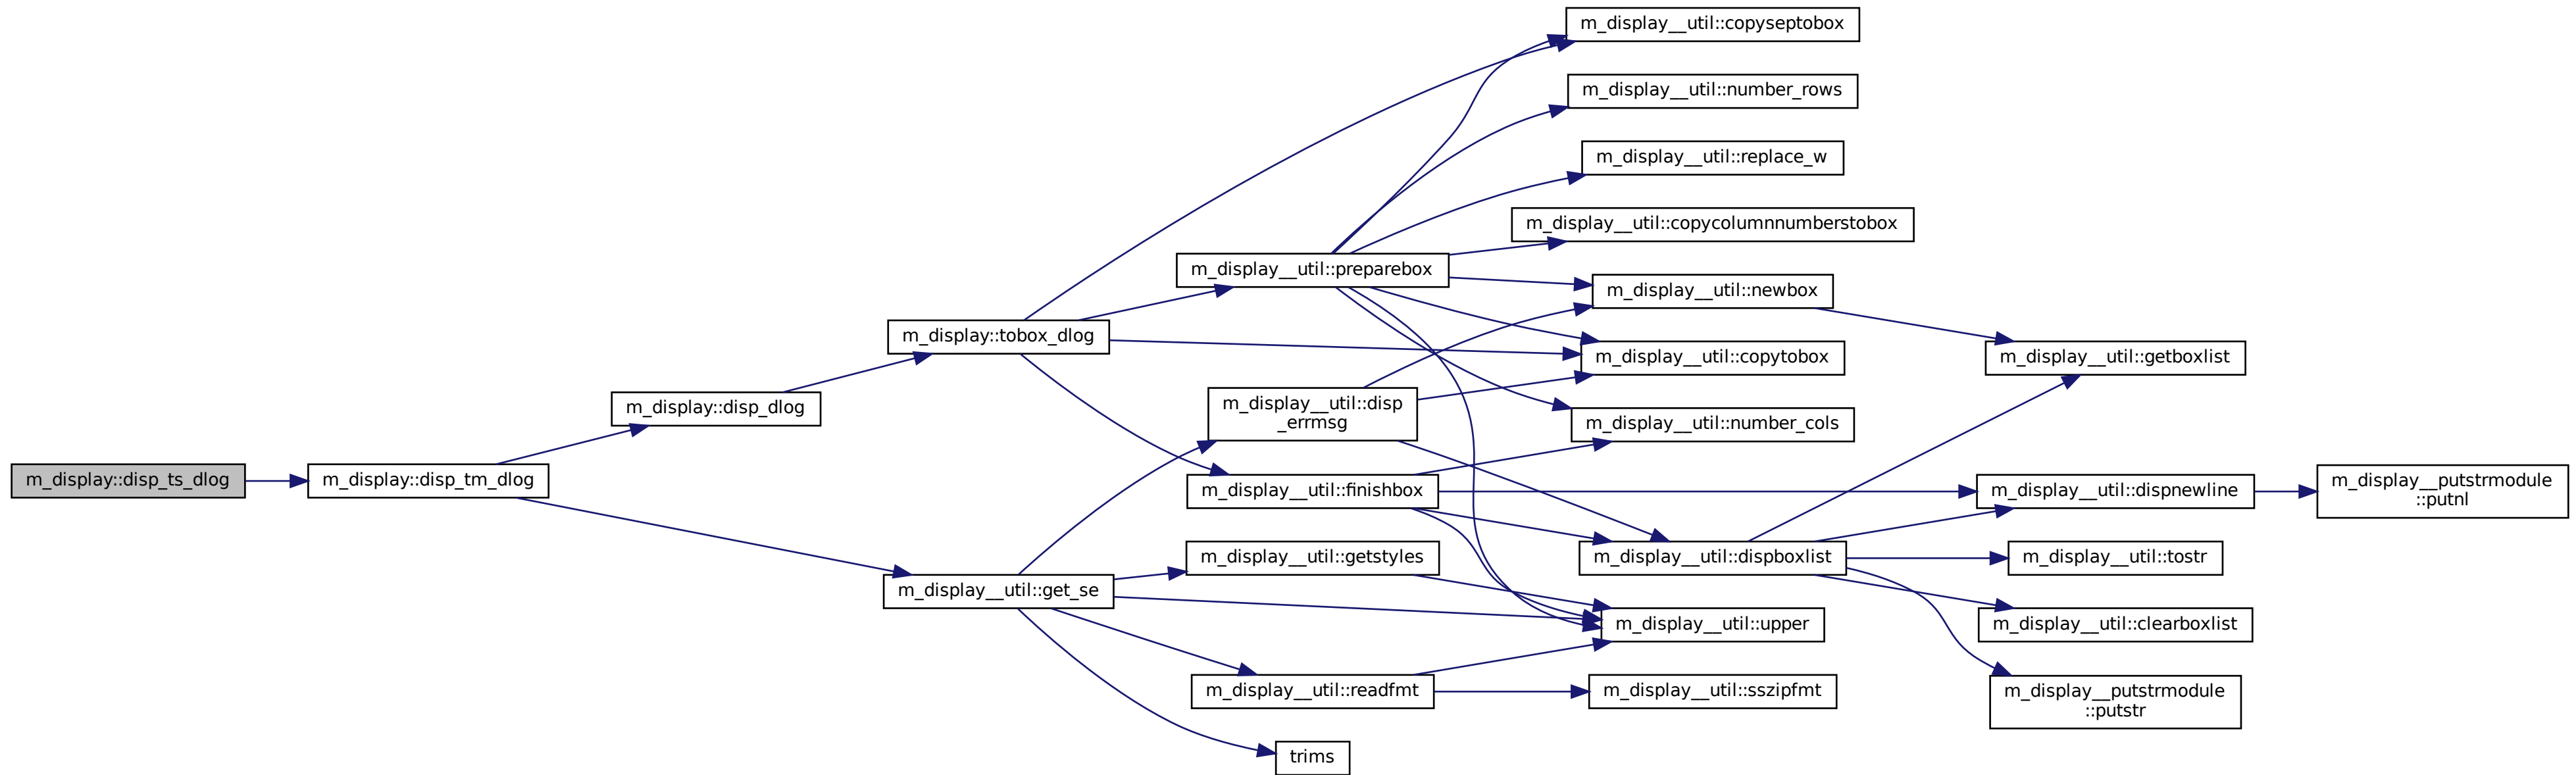 m_display::disp_ts_dlog
m_display::disp_tm_dlog
m_display::disp_dlog
m_display__util::get_se
m_display::tobox_dlog
m_display__util::preparebox
m_display__util::disp
_errmsg
m_display__util::finishbox
m_display__util::getstyles
m_display__util::readfmt
trims
m_display__util::copyseptobox
m_display__util::number_rows
m_display__util::replace_w
m_display__util::copycolumnnumberstobox
m_display__util::newbox
m_display__util::copytobox
m_display__util::number_cols
m_display__util::dispboxlist
m_display__util::upper
m_display__util::sszipfmt
m_display__util::getboxlist
m_display__util::dispnewline
m_display__util::tostr
m_display__util::clearboxlist
m_display__putstrmodule
::putstr
m_display__putstrmodule
::putnl